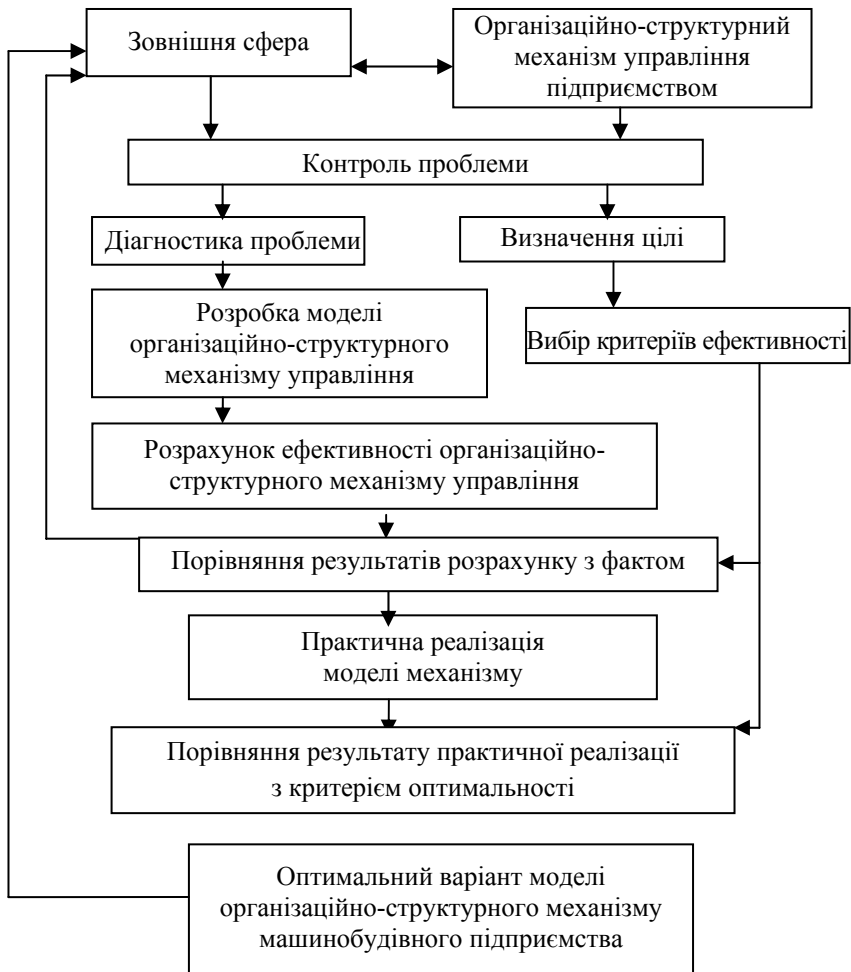 Зовнішня сфера
Організаційно-структурний
механізм управління
підприємством
Контроль проблеми
Діагностика проблеми
Визначення цілі
Розробка моделі
організаційно-структурного
механізму управління
Вибір критеріїв ефективності
Розрахунок ефективності організаційно-
структурного механізму управління
Порівняння результатів розрахунку з фактом
Практична реалізація
моделі механізму
Порівняння результату практичної реалізації
з критерієм оптимальності
Оптимальний варіант моделі
організаційно-структурного механізму
машинобудівного підприємства